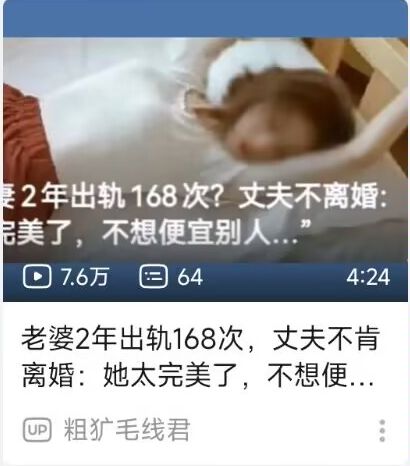 妻2年出轨168次？丈夫不离婚：
完美了，不想便宜别人...”
7.6万 64 4:24
老婆2年出轨168次，丈夫不肯
离婚：她太完美了，不想便...
UP 粗犷毛线君